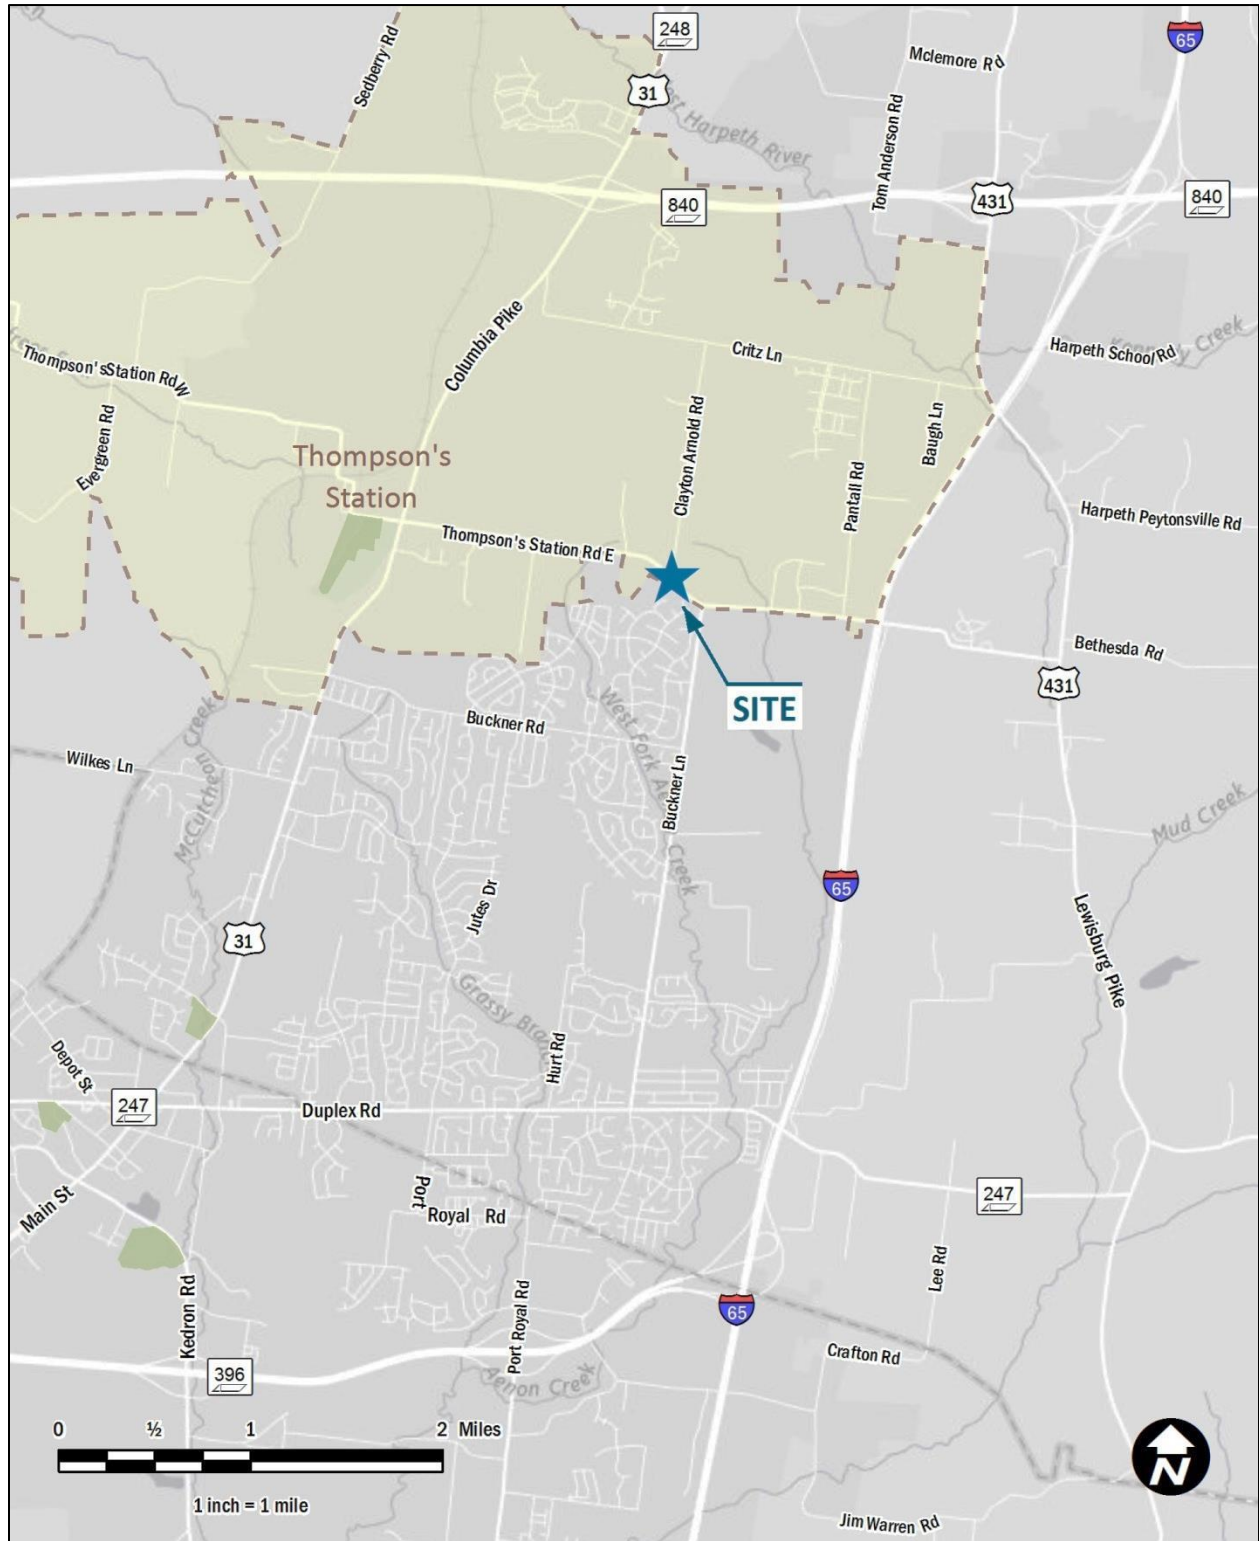 248
65
Sedberry Rd
Mclemore Rd
31
West Harpeth River
Tom Anderson Rd
840
431
840
Columbia Pike
Critz Ln
Harpeth School Rd
Thompson's Station Rd W
Clayton Arnold Rd
Baugh Ln
Evergreen Rd
Thompson's
Station
Pantall Rd
Harpeth Peytonsville Rd
Thompson's Station Rd E
Bethesda Rd
431
SITE
Buckner Rd
McCutcheon Creek
Wilkes Ln
Buckner Ln
Creek
West Fork
Mud Creek
65
Jutes Dr
31
Lewisburg Pike
Grassy Branch
Hurt Rd
Depot St
247
Duplex Rd
247
Main St
Port
Royal Rd
Lee Rd
Kedron Rd
Port Royal Rd
65
Crafton Rd
396
Aenon Creek
0 ½ 1 2 Miles
1 inch = 1 mile
N
Jim Warren Rd